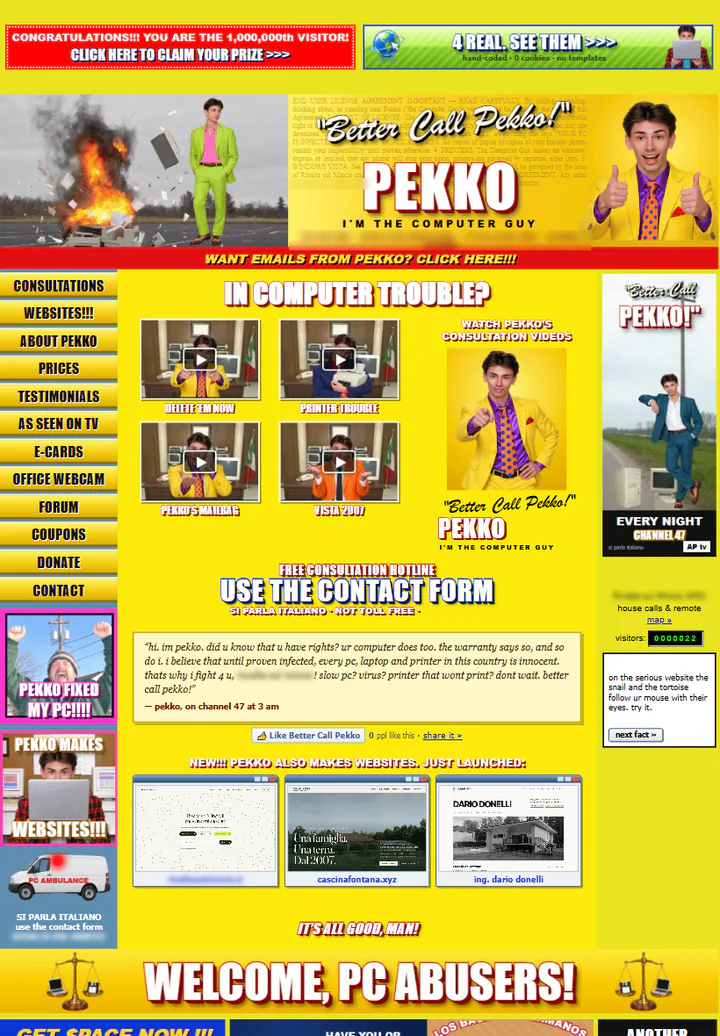 CONGRATULATIONS!!! YOU ARE THE 1,000,000th VISITOR!
CLICK HERE TO CLAIM YOUR PRIZE >>>
4 REAL. SEE THEM >>>
hand-coded · 0 cookies · no templates
END USER LICENSE AGREEMENT IMPORTANT — READ CAREFULLY
"Better Call Pekko!"
PEKKO
I'M THE COMPUTER GUY
WANT EMAILS FROM PEKKO? CLICK HERE!!!
CONSULTATIONS
WEBSITES!!!
ABOUT PEKKO
PRICES
TESTIMONIALS
AS SEEN ON TV
E-CARDS
OFFICE WEBCAM
FORUM
COUPONS
DONATE
CONTACT
PEKKO FIXED
MY PC!!!!
PEKKO MAKES
WEBSITES!!!
PC AMBULANCE
SI PARLA ITALIANO
use the contact form
IN COMPUTER TROUBLE?
DELETE 'EM NOW
PRINTER TROUBLE
PEKKO'S MAILBAG
VISTA 2007
WATCH PEKKO'S
CONSULTATION VIDEOS
"Better Call Pekko!"
PEKKO
I'M THE COMPUTER GUY
FREE CONSULTATION HOTLINE
USE THE CONTACT FORM
SI PARLA ITALIANO · NOT TOLL FREE ·
"hi. im pekko. did u know that u have rights? ur computer does too. the warranty says so, and so
do i. i believe that until proven infected, every pc, laptop and printer in this country is innocent.
thats why i fight 4 u, ! slow pc? virus? printer that wont print? dont wait. better
call pekko!"
— pekko, on channel 47 at 3 am
Like Better Call Pekko 0 ppl like this · share it »
NEW!!! PEKKO ALSO MAKES WEBSITES. JUST LAUNCHED:
Una famiglia.
Una terra.
Dal 2007.
DARIO DONELLI
cascinafontana.xyz
ing. dario donelli
IT'S ALL GOOD, MAN!
"Better Call
PEKKO!"
EVERY NIGHT
CHANNEL 47
si parla italiano
AP tv
house calls & remote
map »
visitors: 0000022
on the serious website the
snail and the tortoise
follow ur mouse with their
eyes. try it.
next fact »
WELCOME, PC ABUSERS!
GET $PACE NOW !!!
HAVE YOU OR
ANOTHER